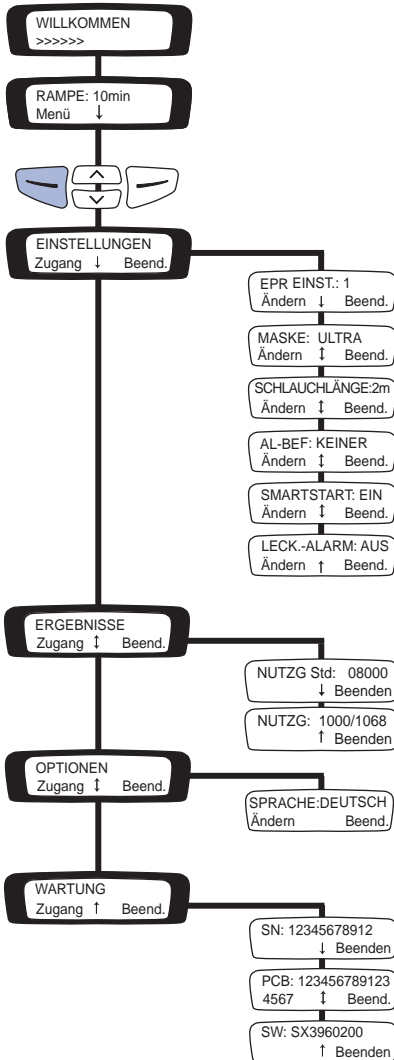 WILLKOMMEN
>>>>>>
RAMPE: 10min
Menü ↓
EINSTELLUNGEN
Zugang ↓ Beend.
EPR EINST.: 1
Ändern ↓ Beend.
MASKE: ULTRA
Ändern ↕ Beend.
SCHLAUCHLÄNGE:2m
Ändern ↕ Beend.
AL-BEF: KEINER
Ändern ↕ Beend.
SMARTSTART: EIN
Ändern ↕ Beend.
LECK.-ALARM: AUS
Ändern ↑ Beend.
ERGEBNISSE
Zugang ↕ Beend.
NUTZG Std: 08000
↓ Beenden
NUTZG: 1000/1068
↑ Beenden
OPTIONEN
Zugang ↕ Beend.
SPRACHE:DEUTSCH
Ändern Beend.
WARTUNG
Zugang ↑ Beend.
SN: 12345678912
↓ Beenden
PCB: 123456789123
4567 ↕ Beend.
SW: SX3960200
↑ Beenden